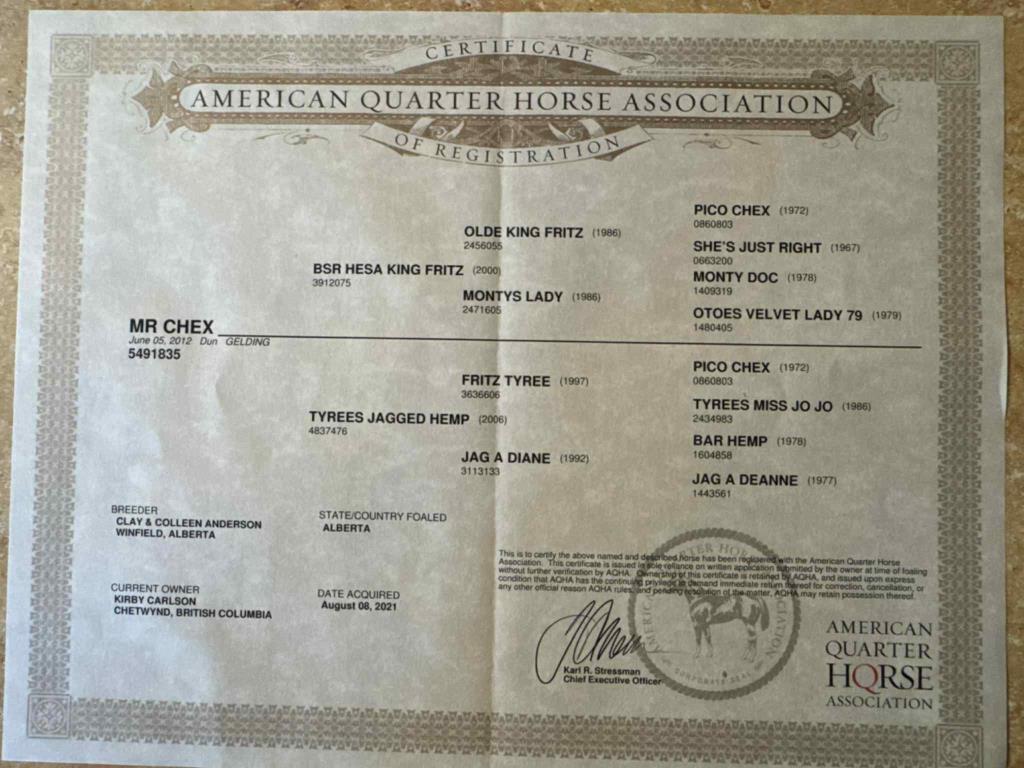 CERTIFICATE
AMERICAN QUARTER HORSE ASSOCIATION
OF REGISTRATION
PICO CHEX (1972)
0860803
OLDE KING FRITZ (1986)
2456055
SHE'S JUST RIGHT (1967)
0663200
BSR HESA KING FRITZ (2000)
3912075
MONTY DOC (1978)
1409319
MONTYS LADY (1986)
2471605
OTOES VELVET LADY 79 (1979)
1480405
MR CHEX
June 05, 2012 Dun GELDING
5491835
PICO CHEX (1972)
0860803
FRITZ TYREE (1997)
3636606
TYREES MISS JO JO (1986)
2434983
TYREES JAGGED HEMP (2006)
4837476
BAR HEMP (1978)
1604858
JAG A DIANE (1992)
3113133
JAG A DEANNE (1977)
1443561
BREEDER
CLAY & COLLEEN ANDERSON
WINFIELD, ALBERTA
STATE/COUNTRY FOALED
ALBERTA
CURRENT OWNER
KIRBY CARLSON
CHETWYND, BRITISH COLUMBIA
DATE ACQUIRED
August 08, 2021
This is to certify the above named and described horse has been registered with the American Quarter Horse
Association. This certificate is issued in sole reliance on written application submitted by the owner at time of foaling
without further verification by AQHA. Ownership of this certificate is retained by AQHA, and issued upon express
condition that AQHA has the continuing privilege to demand immediate return thereof for correction, cancellation, or
any other official reason AQHA rules, and pending resolution of the matter, AQHA may retain possession thereof.
Karl R. Stressman
Chief Executive Officer
CORPORATE SEAL
AMERICAN
QUARTER
HORSE
ASSOCIATION